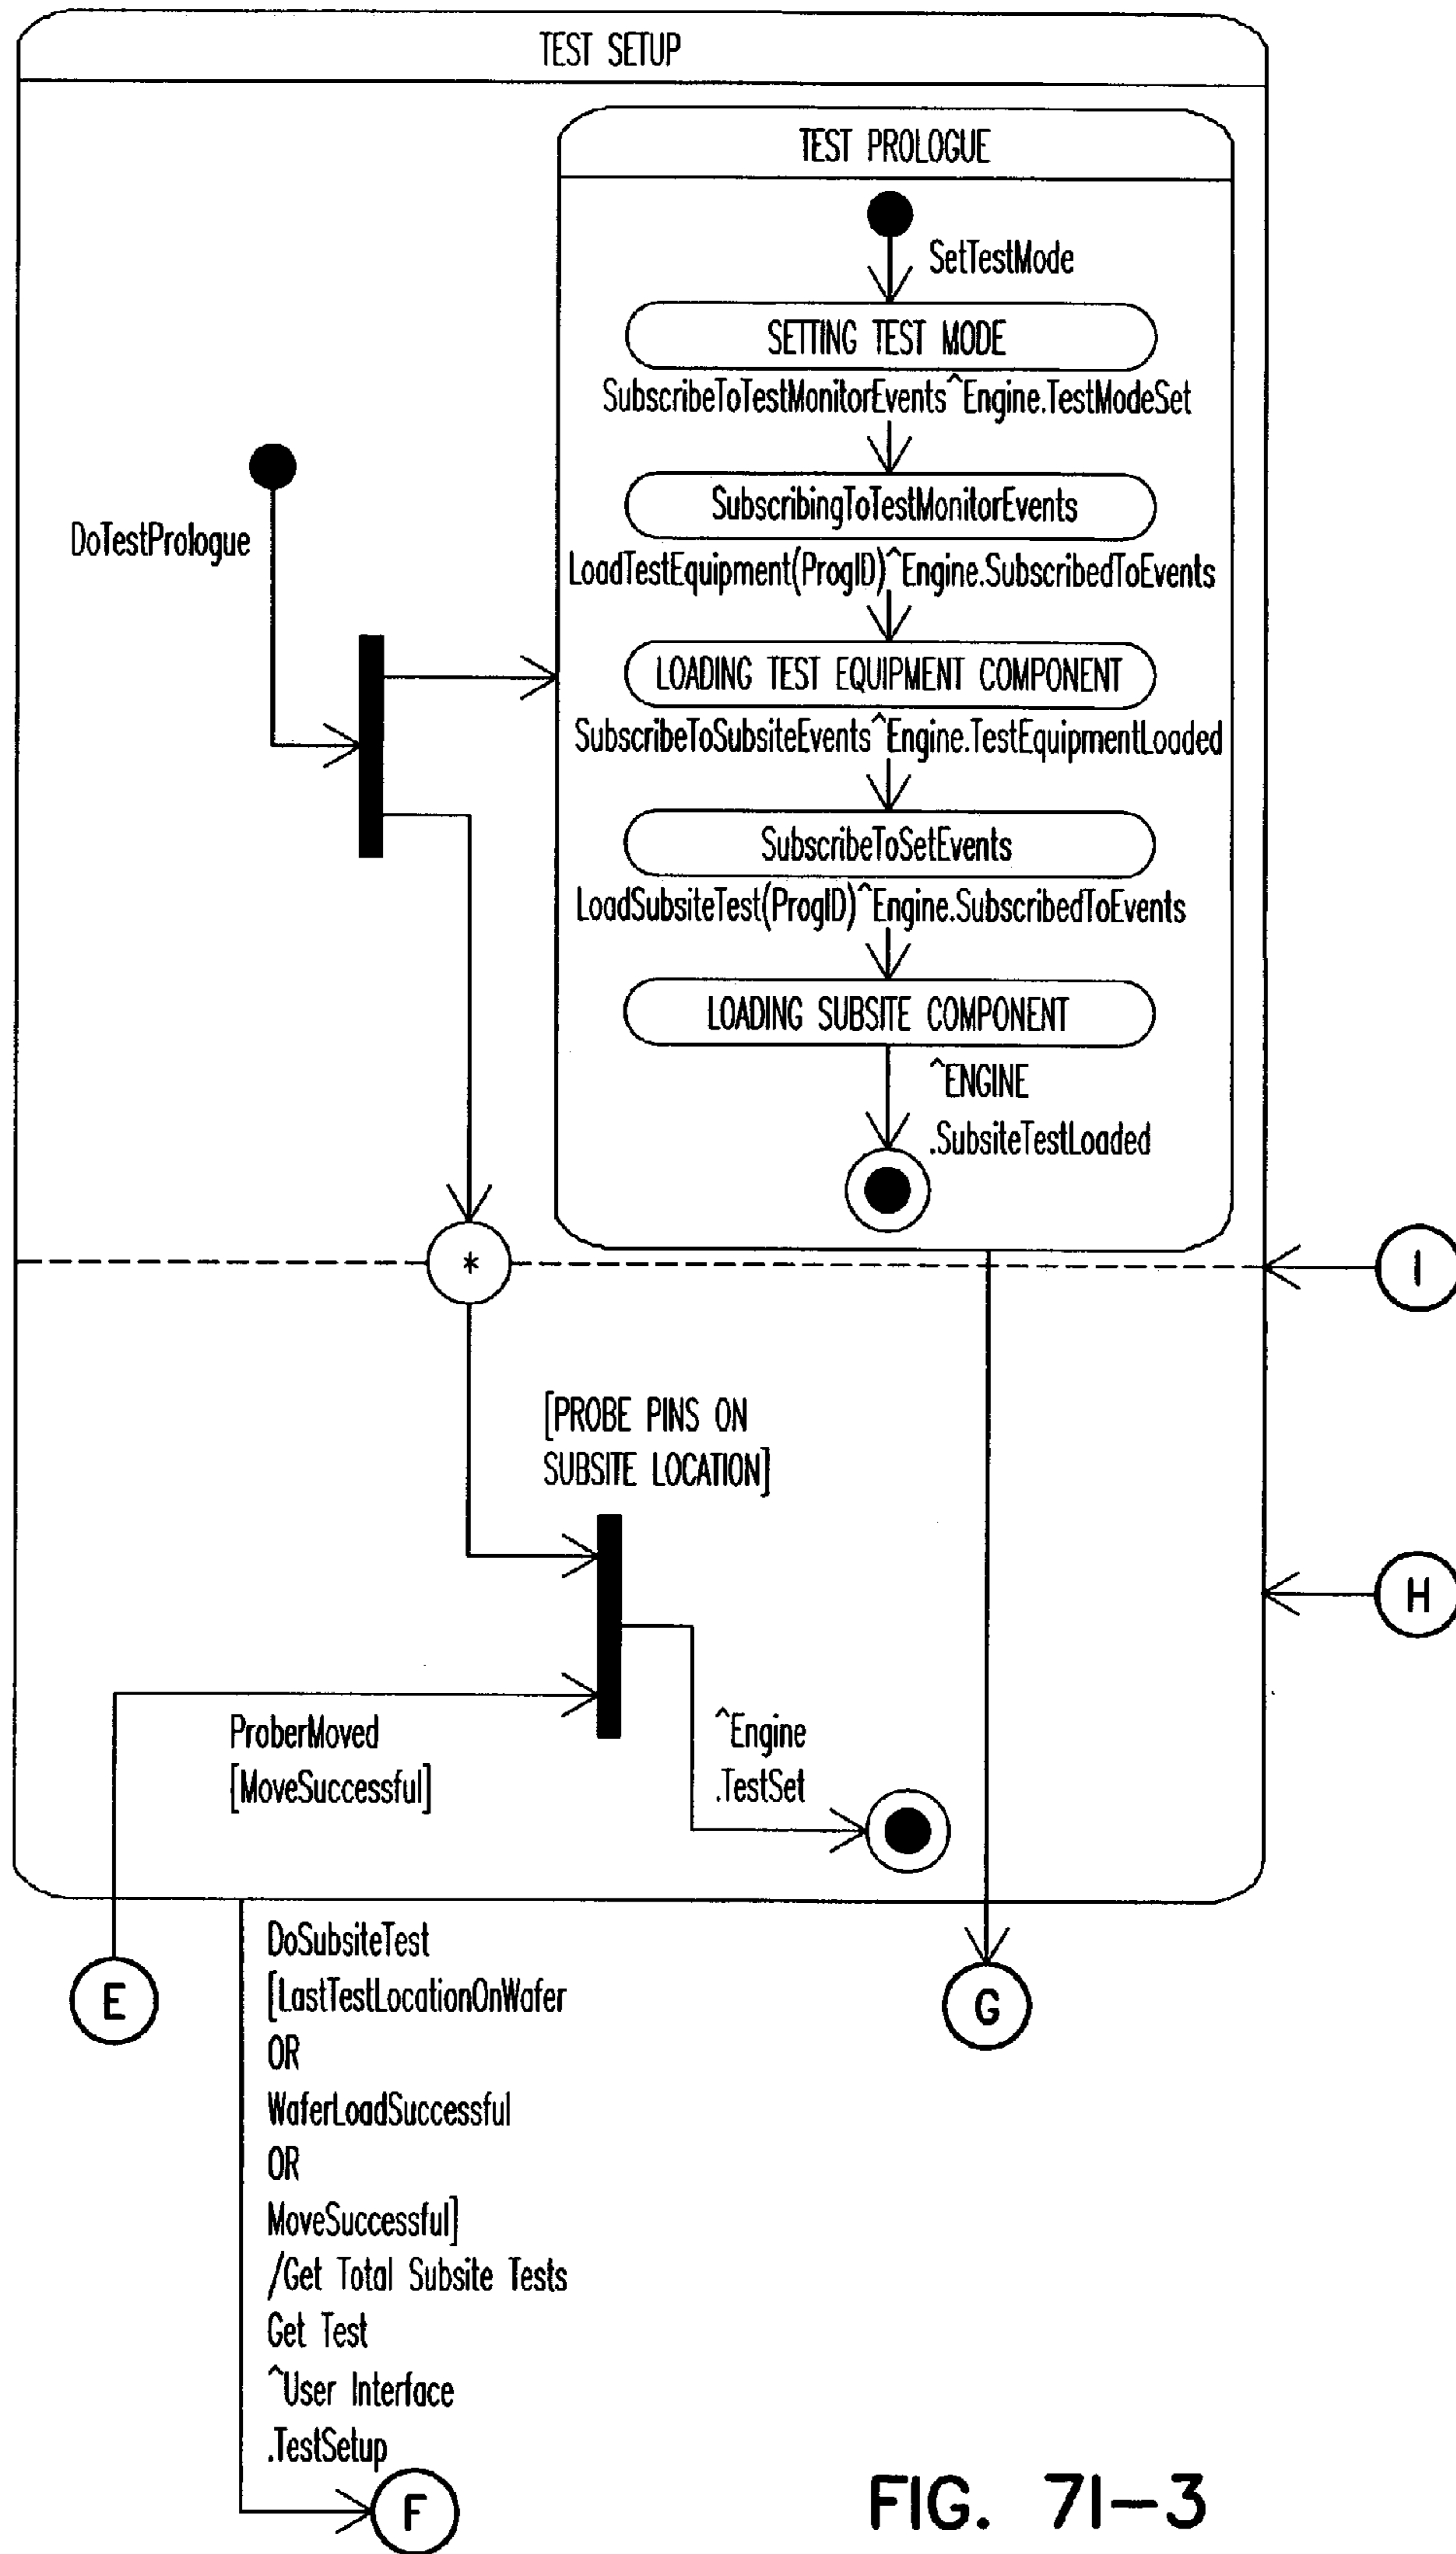 TEST SETUP
TEST PROLOGUE
SetTestMode
SETTING TEST MODE
SubscribeToTestMonitorEvents^Engine.TestModeSet
SubscribingToTestMonitorEvents
DoTestPrologue
LoadTestEquipment(ProgID)^Engine.SubscribedToEvents
LOADING TEST EQUIPMENT COMPONENT
SubscribeToSubsiteEvents^Engine.TestEquipmentLoaded
SubscribeToSetEvents
LoadSubsiteTest(ProgID)^Engine.SubscribedToEvents
LOADING SUBSITE COMPONENT
^ENGINE
.SubsiteTestLoaded
*
I
[PROBE PINS ON
SUBSITE LOCATION]
H
ProberMoved
[MoveSuccessful]
^Engine
.TestSet
E
G
DoSubsiteTest
[LastTestLocationOnWafer
OR
WaferLoadSuccessful
OR
MoveSuccessful]
/Get Total Subsite Tests
Get Test
^User Interface
.TestSetup
F
FIG. 71-3